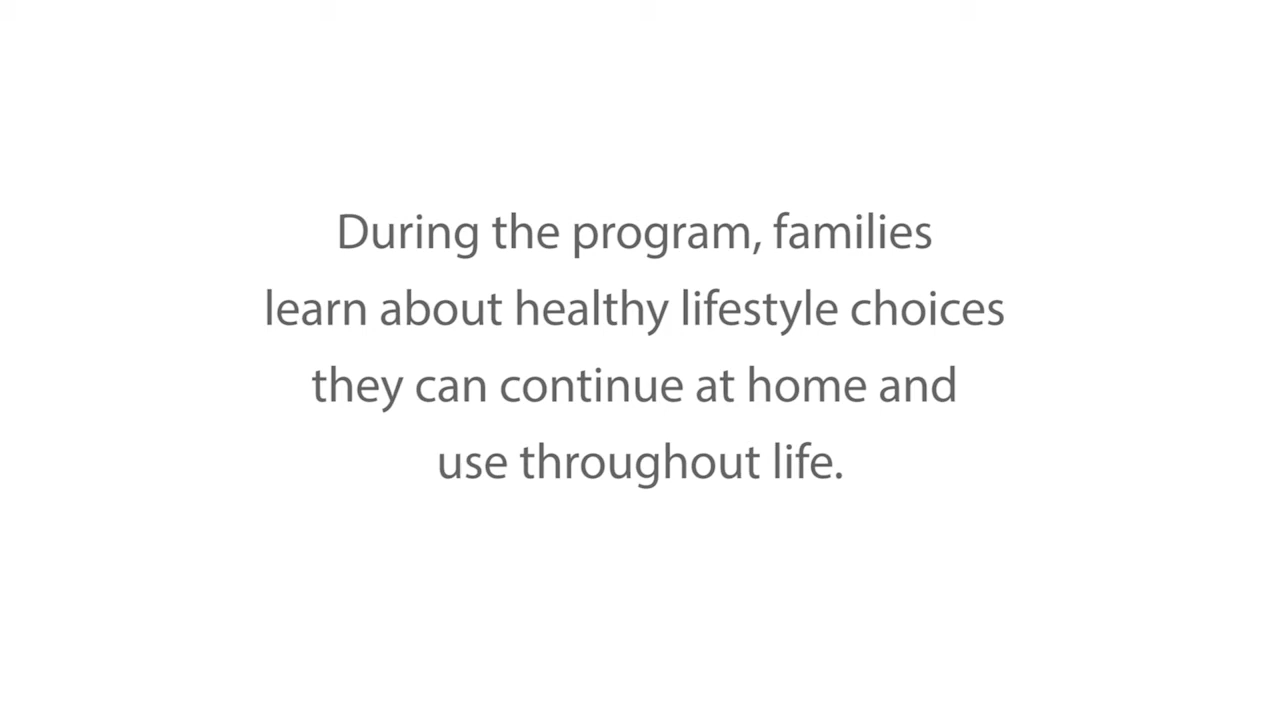 During the program, families
learn about healthy lifestyle choices
they can continue at home and
use throughout life.